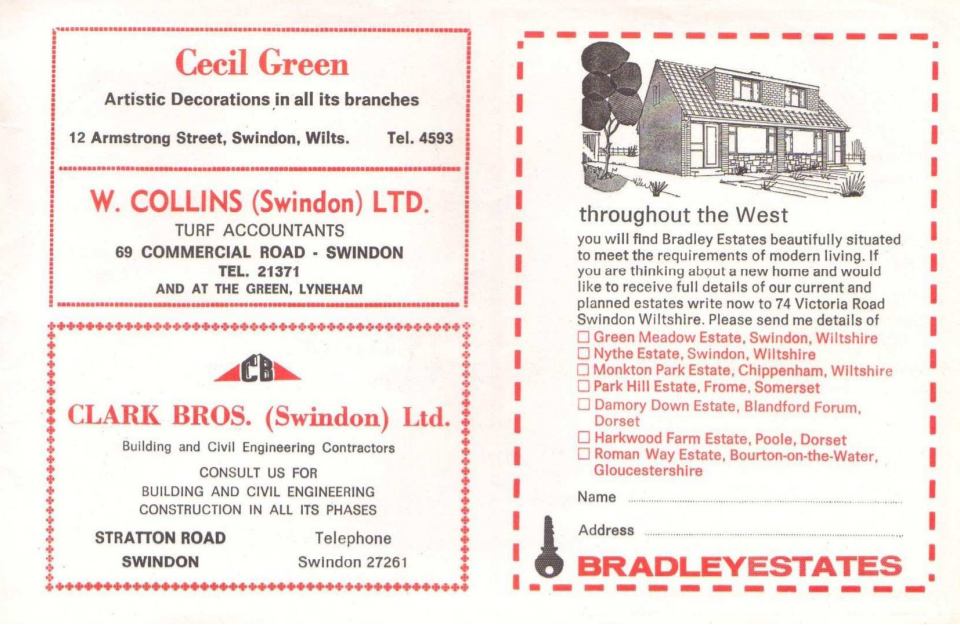 Cecil Green
Artistic Decorations in all its branches
12 Armstrong Street, Swindon, Wilts. Tel. 4593
W. COLLINS (Swindon) LTD.
TURF ACCOUNTANTS
69 COMMERCIAL ROAD - SWINDON
TEL. 21371
AND AT THE GREEN, LYNEHAM
CB
CLARK BROS. (Swindon) Ltd.
Building and Civil Engineering Contractors
CONSULT US FOR
BUILDING AND CIVIL ENGINEERING
CONSTRUCTION IN ALL ITS PHASES
STRATTON ROAD Telephone
SWINDON Swindon 27261
throughout the West
you will find Bradley Estates beautifully situated
to meet the requirements of modern living. If
you are thinking about a new home and would
like to receive full details of our current and
planned estates write now to 74 Victoria Road
Swindon Wiltshire. Please send me details of
Green Meadow Estate, Swindon, Wiltshire
Nythe Estate, Swindon, Wiltshire
Monkton Park Estate, Chippenham, Wiltshire
Park Hill Estate, Frome, Somerset
Damory Down Estate, Blandford Forum,
Dorset
Harkwood Farm Estate, Poole, Dorset
Roman Way Estate, Bourton-on-the-Water,
Gloucestershire
Name
Address
BRADLEYESTATES